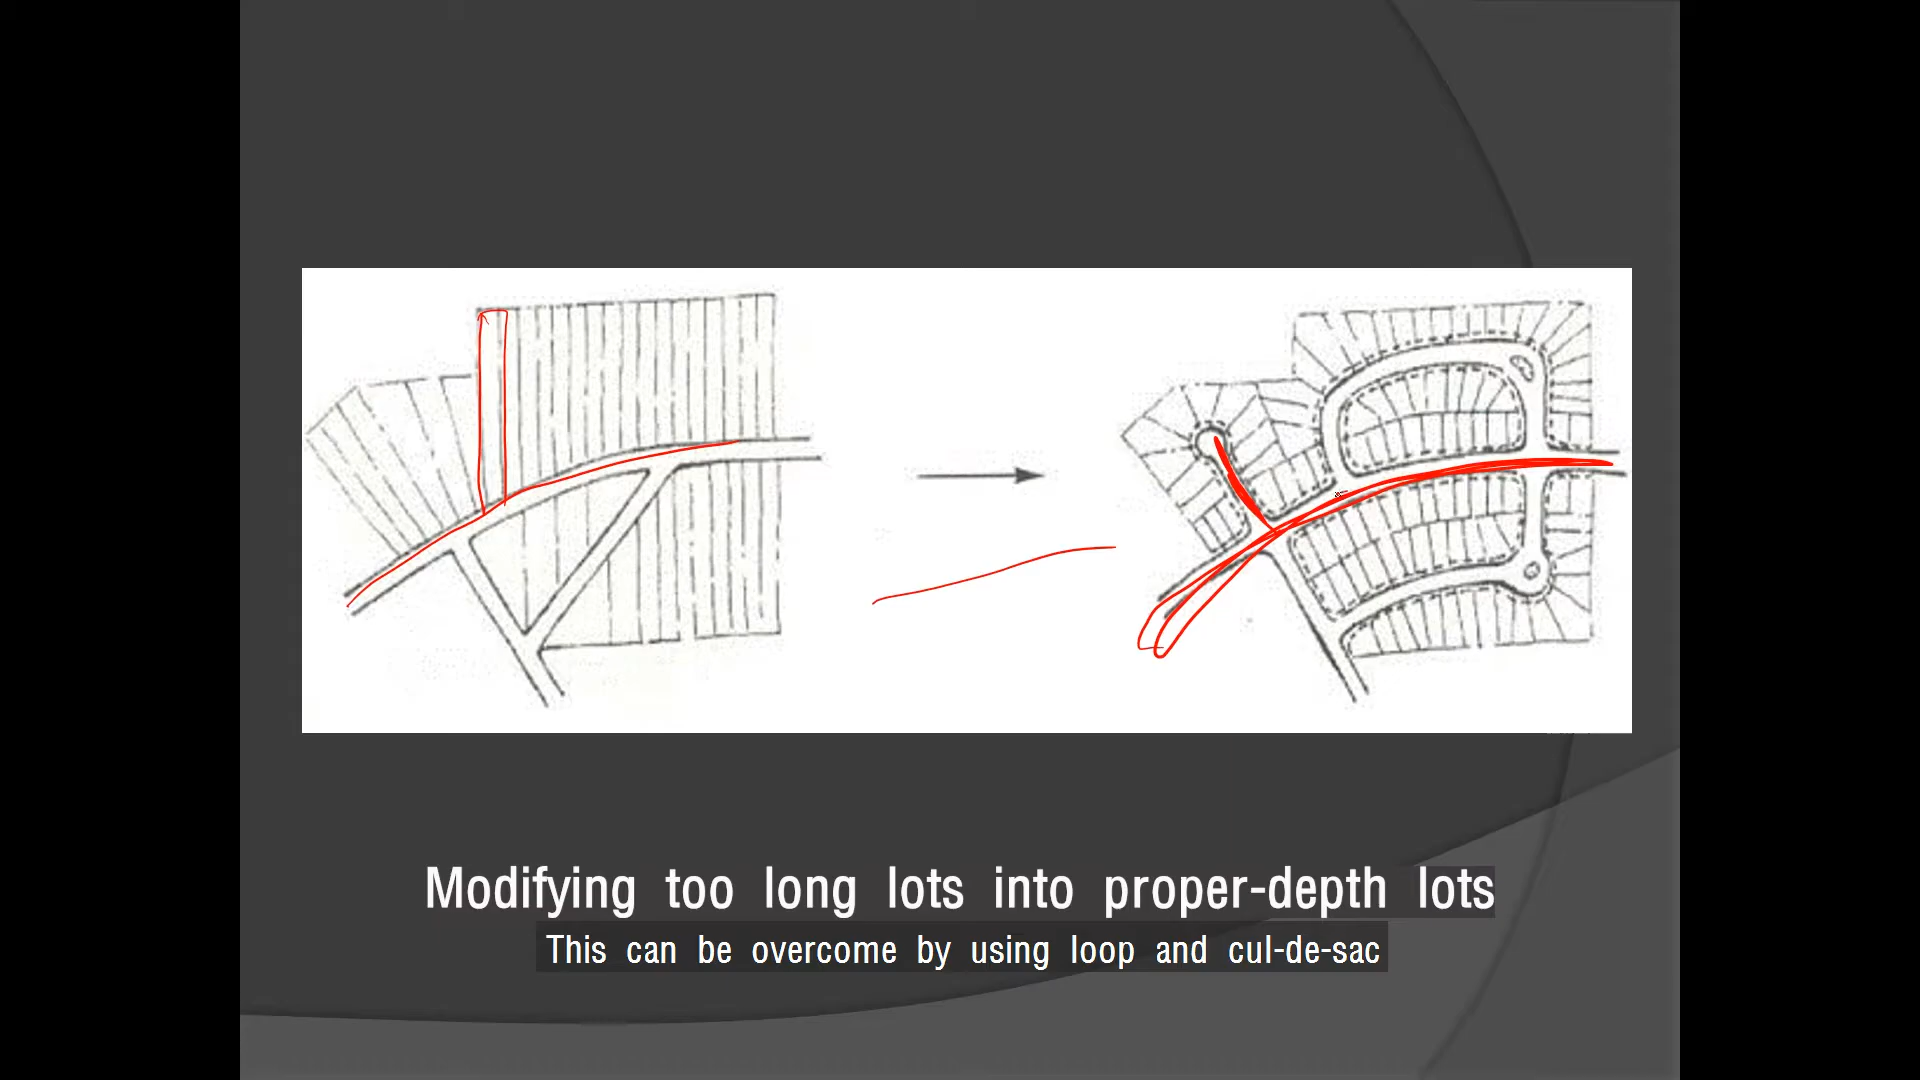 Modifying too long lots into proper-depth lots
This can be overcome by using loop and cul-de-sac